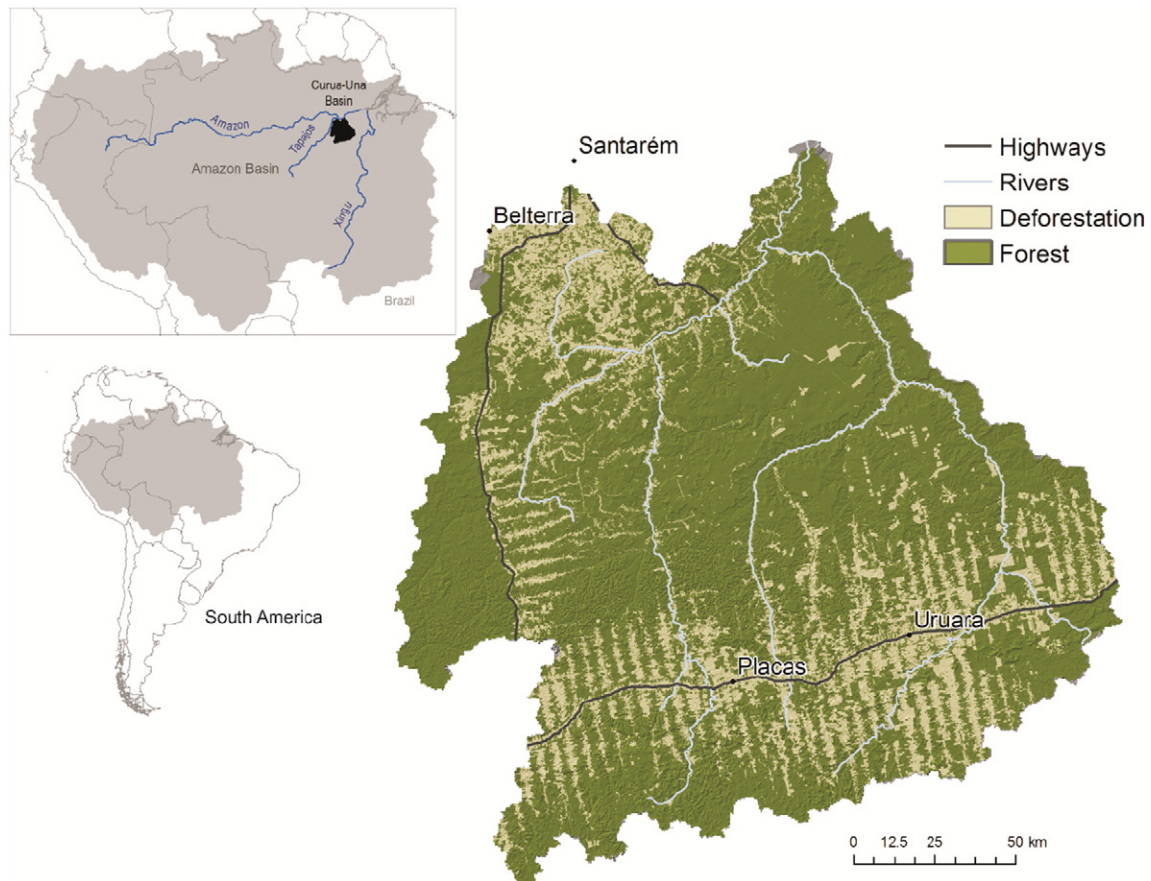 Curua-Una
Basin
Amazon
Tapajos
Amazon Basin
Xingu
Brazil
South America
Santarém
Belterra
Highways
Rivers
Deforestation
Forest
Uruara
Placas
0 12.5 25 50 km